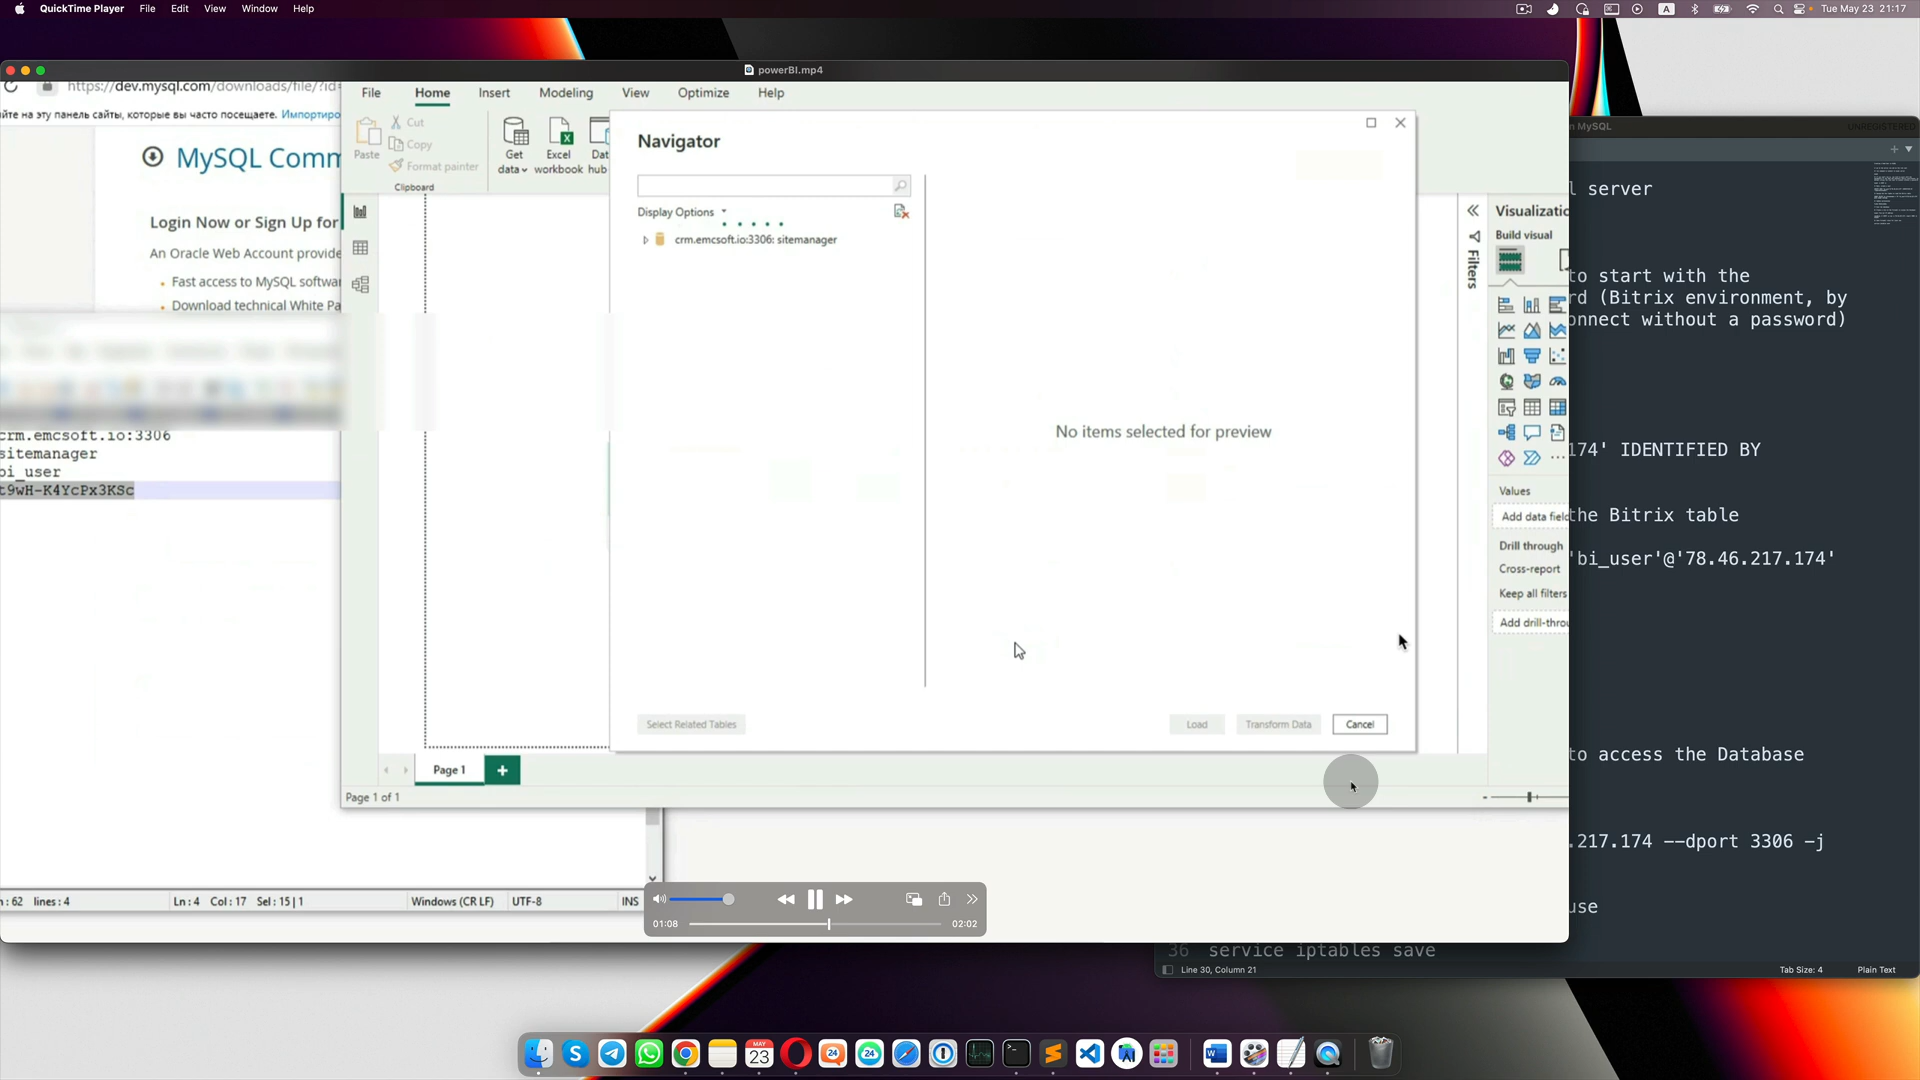 QuickTime Player File Edit View Window Help
A Tue May 23 21:17
powerBI.mp4
https://dev.mysql.com/downloads/file/?id=
йте на эту панель сайты, которые вы часто посещаете. Импортиро
MySQL Comm
Login Now or Sign Up for
An Oracle Web Account provide
Fast access to MySQL softwa
Download technical White Pa
crm.emcsoft.io:3306
sitemanager
bi_user
t9wH-K4YcPx3KSc
lines : 4
Ln : 4 Col : 17 Sel : 15 | 1
Windows (CR LF)
UTF-8
INS
File Home Insert Modeling View Optimize Help
Paste
Cut
Copy
Format painter
Clipboard
Get data
Excel workbook
Dat hub
Navigator
Display Options
crm.emcsoft.io:3306: sitemanager
No items selected for preview
Select Related Tables
Load
Transform Data
Cancel
Filters
Visualizatio
Build visual
Values
Add data field
Drill through
Cross-report
Keep all filters
Add drill-throu
Page 1
Page 1 of 1
01:08
02:02
n MySQL
UNREGISTERED
l server
to start with the
rd (Bitrix environment, by
onnect without a password)
174' IDENTIFIED BY
the Bitrix table
'bi_user'@'78.46.217.174'
to access the Database
.217.174 --dport 3306 -j
use
36 service iptables save
Line 30, Column 21
Tab Size: 4
Plain Text
MAY
23
24
24